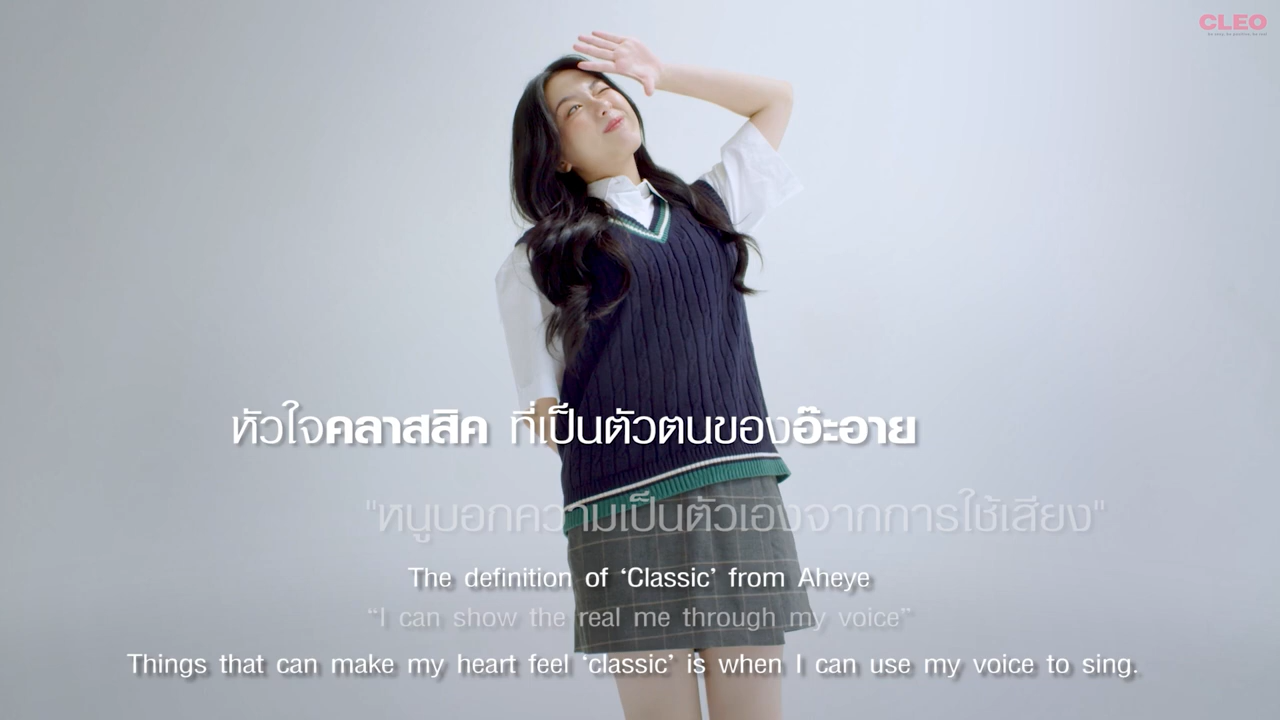 CLEO
หัวใจคลาสสิค ที่เป็นตัวตนของอ๊ะอาย
"หนูบอกความเป็นตัวเองจากการใช้เสียง"
The definition of ‘Classic’ from Aheye
“I can show the real me through my voice”
Things that can make my heart feel ‘classic’ is when I can use my voice to sing.